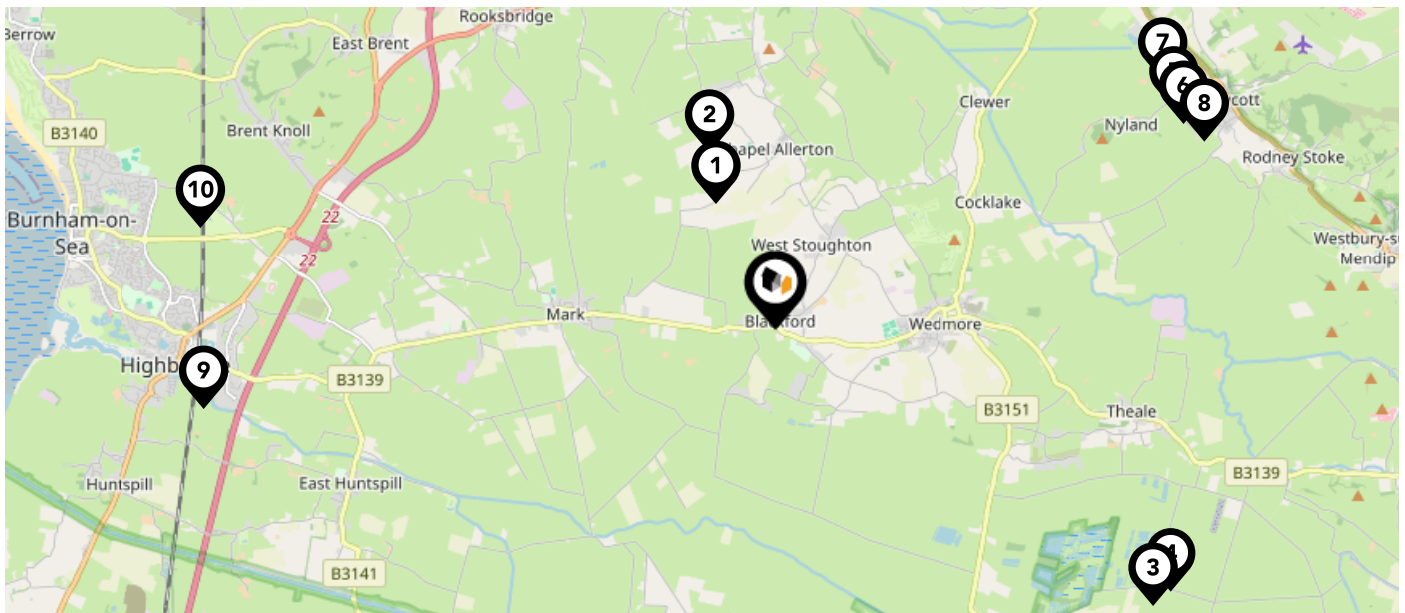 Rooksbridge
Berrow
East Brent
7
6
8
Clewer
2
B3140
Brent Knoll
Nyland
Chapel Allerton
1
Rodney Stoke
10
Cocklake
Burnham-on-
Sea
22
22
West Stoughton
Westbury-s
Mendip
Mark
Blackford
Wedmore
9
B3139
B3151
Theale
Huntspill
East Huntspill
B3139
B3141
4
3